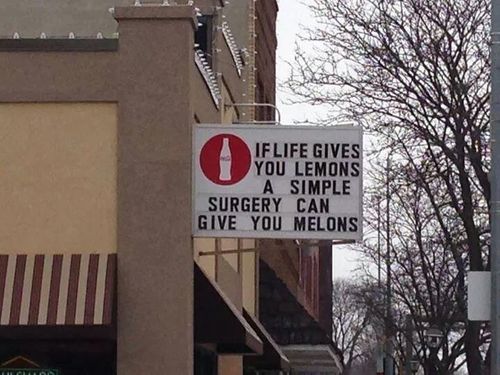 IF LIFE GIVES
YOU LEMONS
A SIMPLE
SURGERY CAN
GIVE YOU MELONS